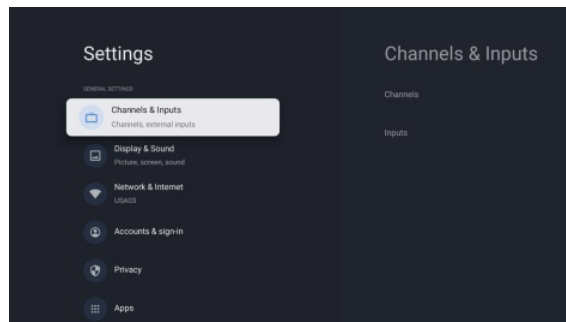 Settings
GENERAL SETTINGS
Channels & Inputs
Channels, external inputs
Display & Sound
Picture, screen, sound
Network & Internet
USA03
Accounts & sign-in
Privacy
Apps
Channels & Inputs
Channels
Inputs